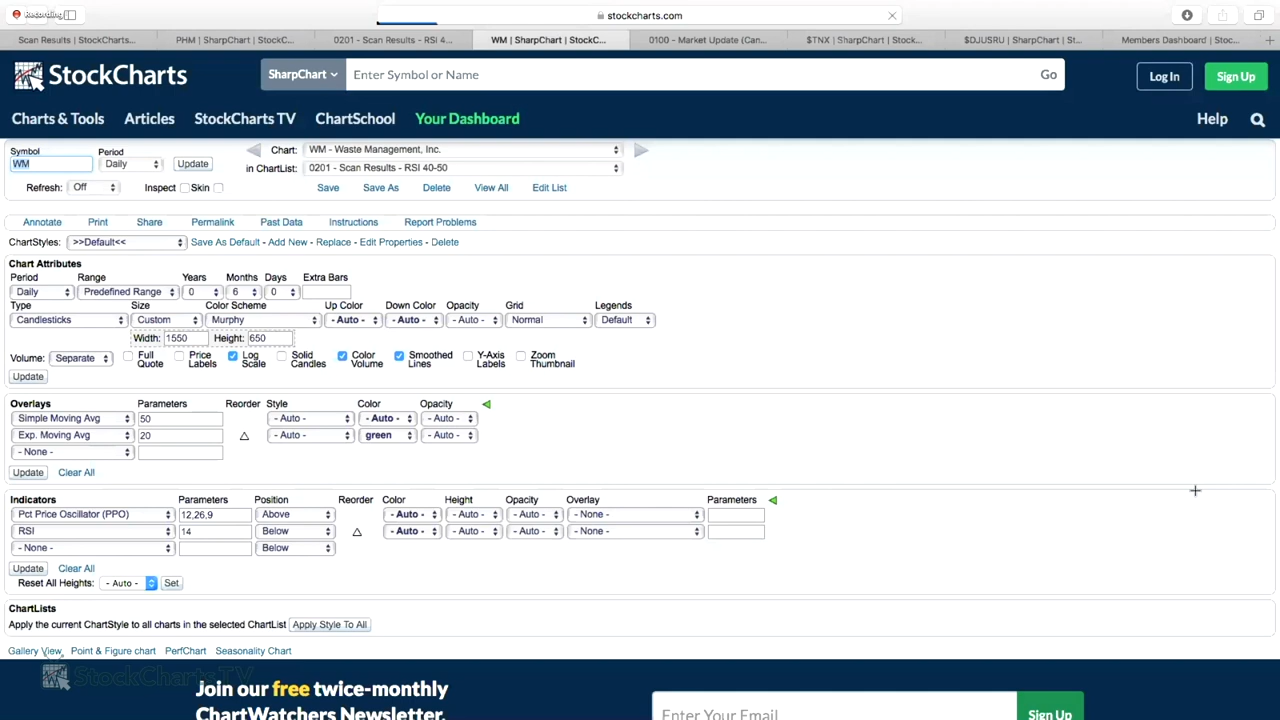 Recording
stockcharts.com
Scan Results | StockCharts...
PHM | SharpChart | StockC...
0201 - Scan Results - RSI 4...
WM | SharpChart | StockC...
0100 - Market Update (Can...
$TNX | SharpChart | Stock...
$DJUSRU | SharpChart | St...
Members Dashboard | Stoc...
StockCharts
SharpChart
Enter Symbol or Name
Go
Log In
Sign Up
Charts & Tools
Articles
StockCharts TV
ChartSchool
Your Dashboard
Help
Symbol Period
WM Daily Update
Chart: WM - Waste Management, Inc.
in ChartList: 0201 - Scan Results - RSI 40-50
Refresh: Off Inspect Skin
Save Save As Delete View All Edit List
Annotate Print Share Permalink Past Data Instructions Report Problems
ChartStyles: >>Default<< Save As Default - Add New - Replace - Edit Properties - Delete
Chart Attributes
Period Range Years Months Days Extra Bars
Daily Predefined Range 0 6 0
Type Size Color Scheme Up Color Down Color Opacity Grid Legends
Candlesticks Custom Murphy - Auto - - Auto - - Auto - Normal Default
Width: 1550 Height: 650
Volume: Separate Full Quote Price Labels Log Scale Solid Candles Color Volume Smoothed Lines Y-Axis Labels Zoom Thumbnail
Update
Overlays Parameters Reorder Style Color Opacity
Simple Moving Avg 50 - Auto - - Auto - - Auto -
Exp. Moving Avg 20 - Auto - green - Auto -
- None -
Update Clear All
Indicators Parameters Position Reorder Color Height Opacity Overlay Parameters
Pct Price Oscillator (PPO) 12,26,9 Above - Auto - - Auto - - Auto - - None -
RSI 14 Below - Auto - - Auto - - Auto - - None -
- None - Below
Update Clear All
Reset All Heights: - Auto - Set
ChartLists
Apply the current ChartStyle to all charts in the selected ChartList Apply Style To All
Gallery View Point & Figure chart PerfChart Seasonality Chart
StockCharts TV
Join our free twice-monthly
ChartWatchers Newsletter.
Enter Your Email
Sign Up